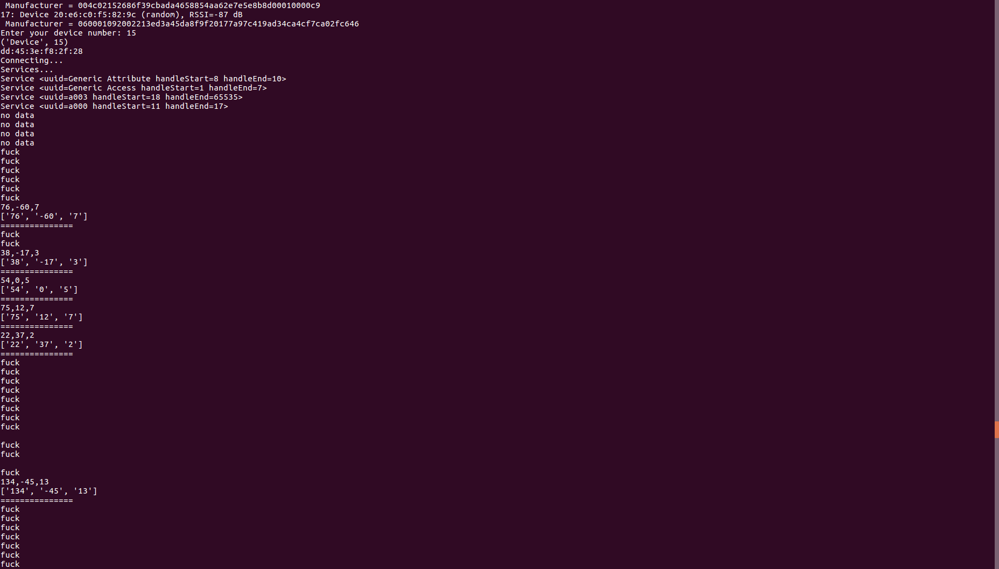 Manufacturer = 004c02152686f39cbada4658854aa62e7e5e8b8d00010000c9
17: Device 20:e6:c0:f5:82:9c (random), RSSI=-87 dB
Manufacturer = 060001092002213ed3a45da8f9f20177a97c419ad34ca4cf7ca02fc646
Enter your device number: 15
('Device', 15)
dd:45:3e:f8:2f:28
Connecting...
Services...
Service <uuid=Generic Attribute handleStart=8 handleEnd=10>
Service <uuid=Generic Access handleStart=1 handleEnd=7>
Service <uuid=a003 handleStart=18 handleEnd=65535>
Service <uuid=a000 handleStart=11 handleEnd=17>
no data
no data
no data
no data
fuck
fuck
fuck
fuck
fuck
fuck
76,-60,7
['76', '-60', '7']
===============
fuck
fuck
38,-17,3
['38', '-17', '3']
===============
54,0,5
['54', '0', '5']
===============
75,12,7
['75', '12', '7']
===============
22,37,2
['22', '37', '2']
===============
fuck
fuck
fuck
fuck
fuck
fuck
fuck
fuck
fuck
fuck
fuck
134,-45,13
['134', '-45', '13']
===============
fuck
fuck
fuck
fuck
fuck
fuck
fuck